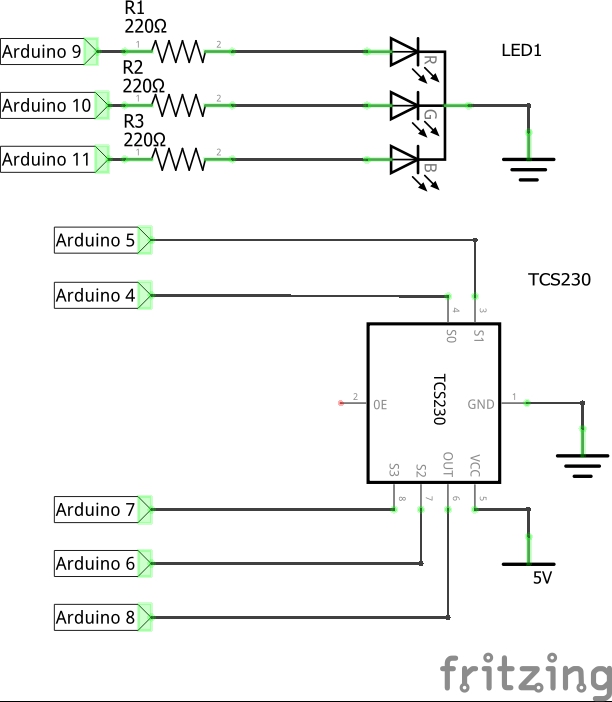 R1
220Ω
Arduino 9
1
2
R
LED1
R2
220Ω
Arduino 10
1
2
G
R3
220Ω
Arduino 11
1
2
B
Arduino 5
TCS230
Arduino 4
4
3
S0
S1
TCS230
2
OE
GND
1
S3
S2
OUT
VCC
8
7
6
5
Arduino 7
Arduino 6
5V
Arduino 8
fritzing